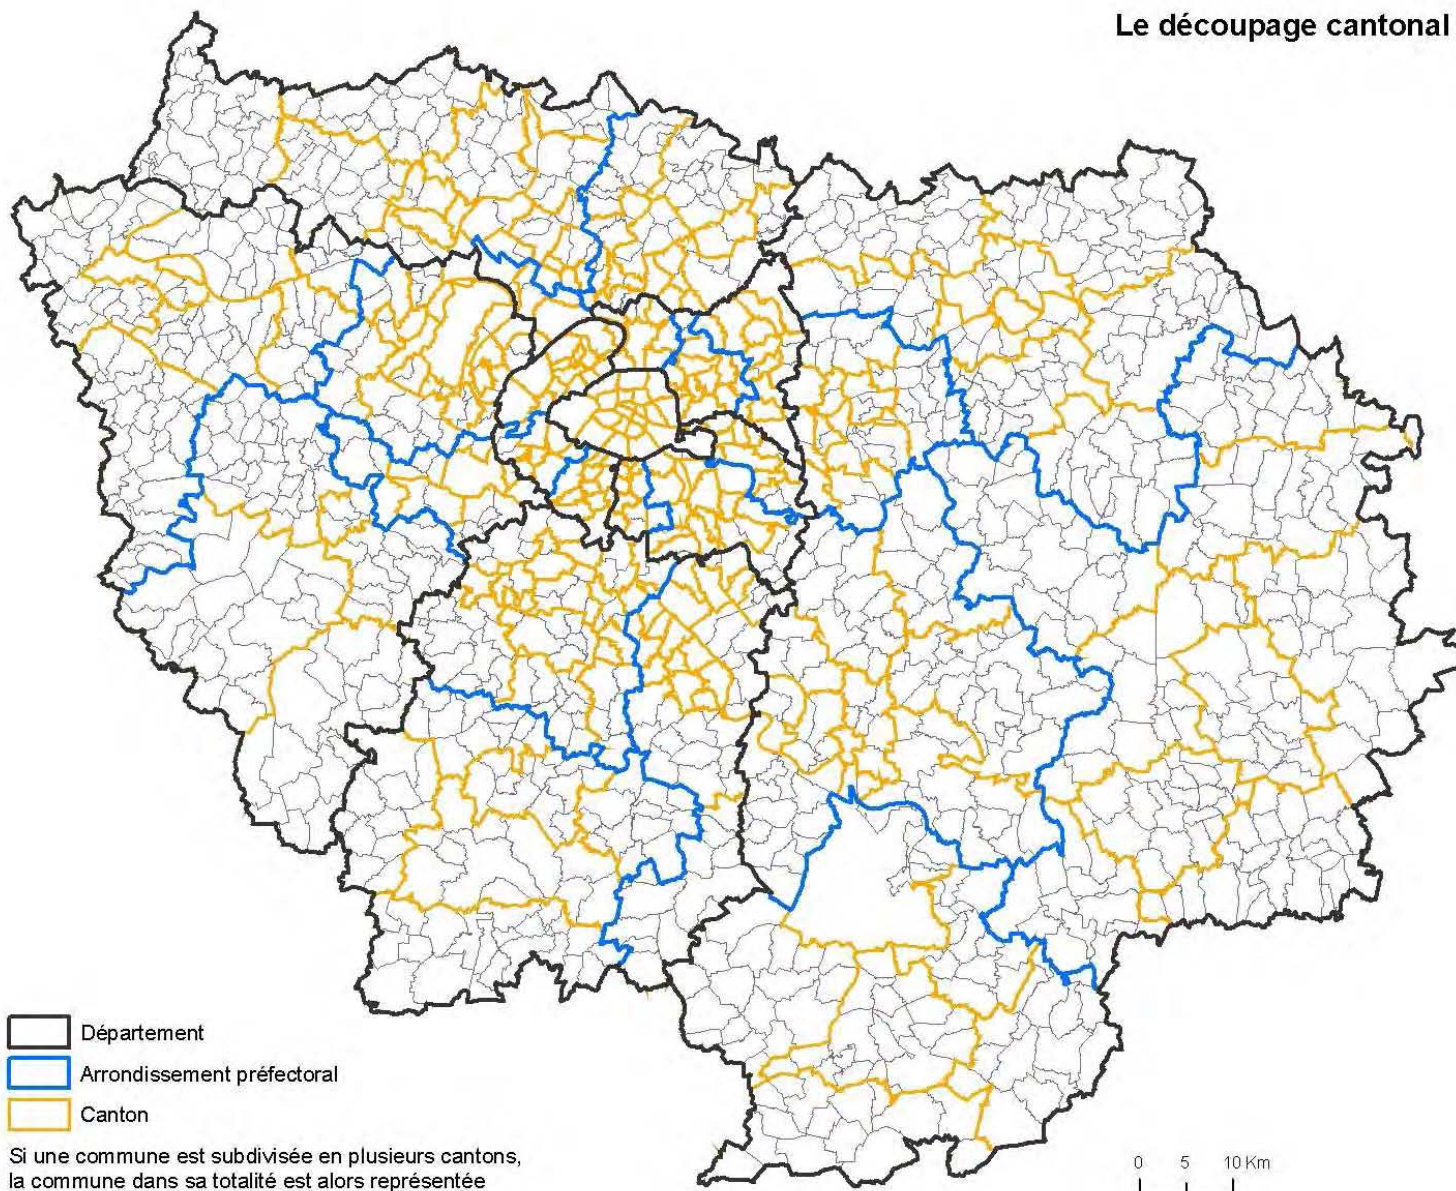 Le découpage cantonal
Département
Arrondissement préfectoral
Canton
Si une commune est subdivisée en plusieurs cantons,
la commune dans sa totalité est alors représentée
0 5 10 Km